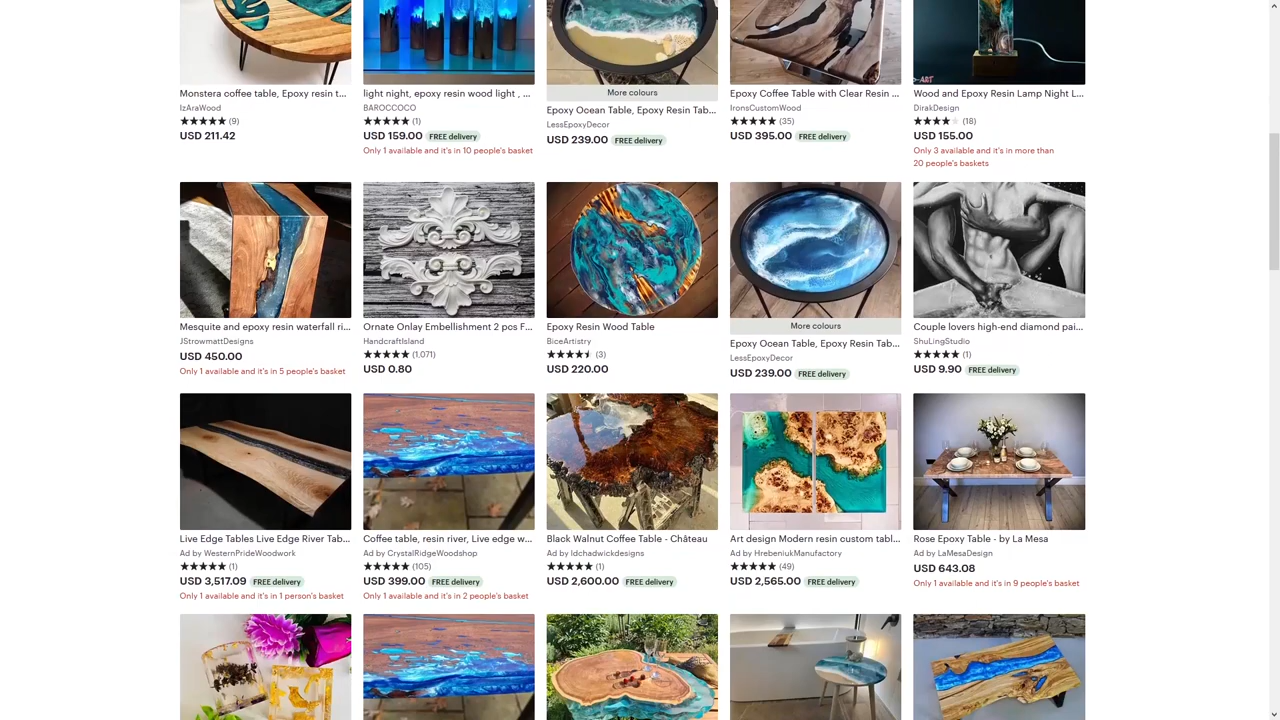 Monstera coffee table, Epoxy resin t...
IzAraWood
(9)
USD 211.42
light night, epoxy resin wood light , ...
BAROCCOCO
(1)
USD 159.00 FREE delivery
Only 1 available and it's in 10 people's basket
More colours
Epoxy Ocean Table, Epoxy Resin Tab...
LessEpoxyDecor
USD 239.00 FREE delivery
Epoxy Coffee Table with Clear Resin ...
IronsCustomWood
(35)
USD 395.00 FREE delivery
ART
Wood and Epoxy Resin Lamp Night L...
DirakDesign
(18)
USD 155.00
Only 3 available and it's in more than
20 people's baskets
Mesquite and epoxy resin waterfall ri...
JStrowmattDesigns
USD 450.00
Only 1 available and it's in 5 people's basket
Ornate Onlay Embellishment 2 pcs F...
HandcraftIsland
(1,071)
USD 0.80
Epoxy Resin Wood Table
BiceArtistry
(3)
USD 220.00
More colours
Epoxy Ocean Table, Epoxy Resin Tab...
LessEpoxyDecor
USD 239.00 FREE delivery
Couple lovers high-end diamond pai...
ShuLingStudio
(1)
USD 9.90 FREE delivery
Live Edge Tables Live Edge River Tab...
Ad by WesternPrideWoodwork
(1)
USD 3,517.09 FREE delivery
Only 1 available and it's in 1 person's basket
Coffee table, resin river, Live edge w...
Ad by CrystalRidgeWoodshop
(105)
USD 399.00 FREE delivery
Only 1 available and it's in 2 people's basket
Black Walnut Coffee Table - Château
Ad by ldchadwickdesigns
(1)
USD 2,600.00 FREE delivery
Art design Modern resin custom tabl...
Ad by HrebeniukManufactory
(49)
USD 2,565.00 FREE delivery
Rose Epoxy Table - by La Mesa
Ad by LaMesaDesign
USD 643.08
Only 1 available and it's in 9 people's basket